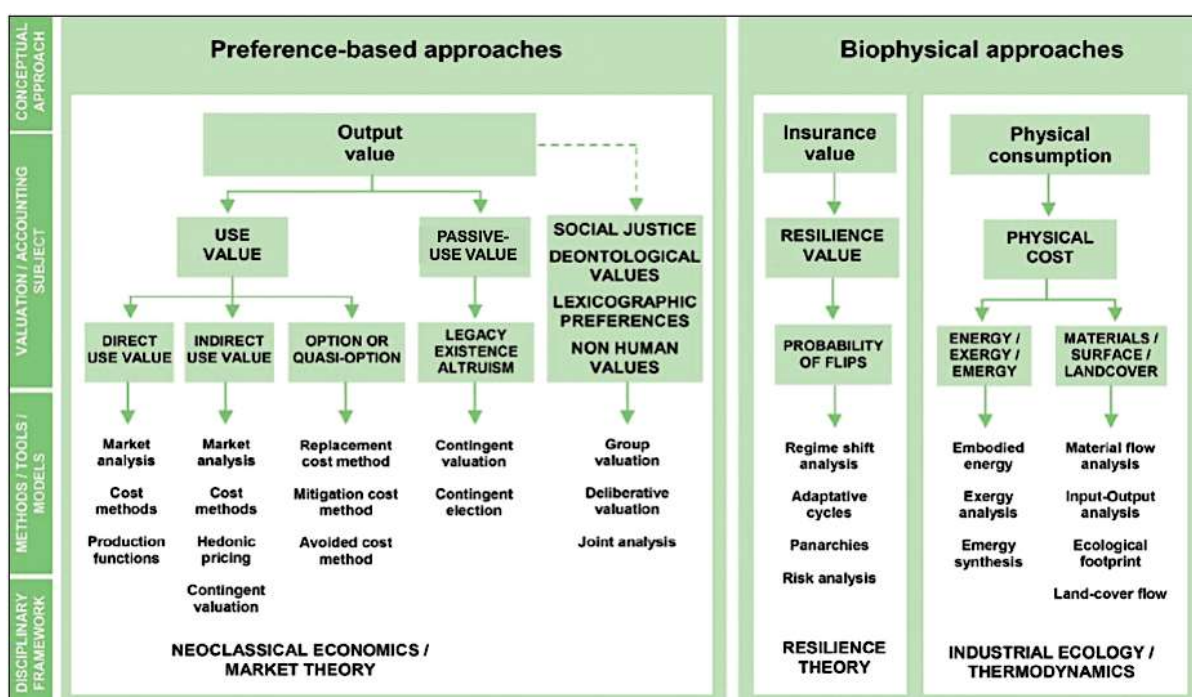 CONCEPTUAL
APPROACH
Preference-based approaches
Biophysical approaches
VALUATION / ACCOUNTING
SUBJECT
Output
value
Insurance
value
Physical
consumption
USE
VALUE
PASSIVE-
USE VALUE
SOCIAL JUSTICE
DEONTOLOGICAL
VALUES
LEXICOGRAPHIC
PREFERENCES
NON HUMAN
VALUES
RESILIENCE
VALUE
PHYSICAL
COST
DIRECT
USE VALUE
INDIRECT
USE VALUE
OPTION OR
QUASI-OPTION
LEGACY
EXISTENCE
ALTRUISM
PROBABILITY
OF FLIPS
ENERGY /
EXERGY /
EMERGY
MATERIALS /
SURFACE /
LANDCOVER
METHODS / TOOLS /
MODELS
Market
analysis
Cost
methods
Production
functions
Market
analysis
Cost
methods
Hedonic
pricing
Contingent
valuation
Replacement
cost method
Mitigation cost
method
Avoided cost
method
Contingent
valuation
Contingent
election
Group
valuation
Deliberative
valuation
Joint analysis
Regime shift
analysis
Adaptative
cycles
Panarchies
Risk analysis
Embodied
energy
Exergy
analysis
Emergy
synthesis
Material flow
analysis
Input-Output
analysis
Ecological
footprint
Land-cover flow
DISCIPLINARY
FRAMEWORK
NEOCLASSICAL ECONOMICS /
MARKET THEORY
RESILIENCE
THEORY
INDUSTRIAL ECOLOGY /
THERMODYNAMICS